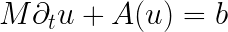 M∂ₜu + A(u) = b